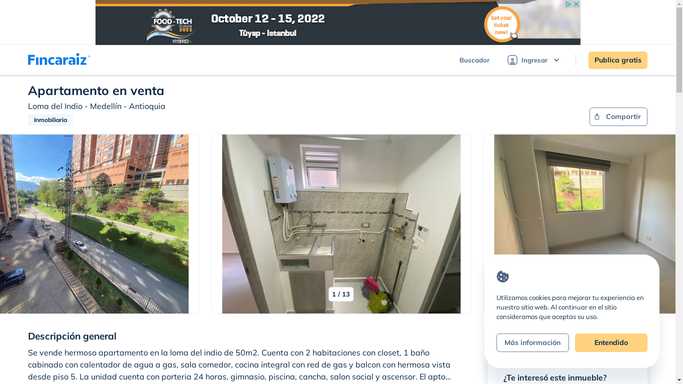 FOOD-TECH
October 12 - 15, 2022
Tüyap - Istanbul
Get your
ticket
now!
Fincaraiz
Buscador
Ingresar
Publica gratis
Apartamento en venta
Loma del Indio - Medellín - Antioquia
Inmobiliaria
Compartir
1 / 13
Utilizamos cookies para mejorar tu experiencia en
nuestro sitio web. Al continuar en el sitio
consideramos que aceptas su uso.
Más información
Entendido
Descripción general
Se vende hermoso apartamento en la loma del indio de 50m2. Cuenta con 2 habitaciones con closet, 1 baño
cabinado con calentador de agua a gas, sala comedor, cocina integral con red de gas y balcon con hermosa vista
desde piso 5. La unidad cuenta con porteria 24 horas, gimnasio, piscina, cancha, salon social y ascensor. El apto...
¿Te interesó este inmueble?